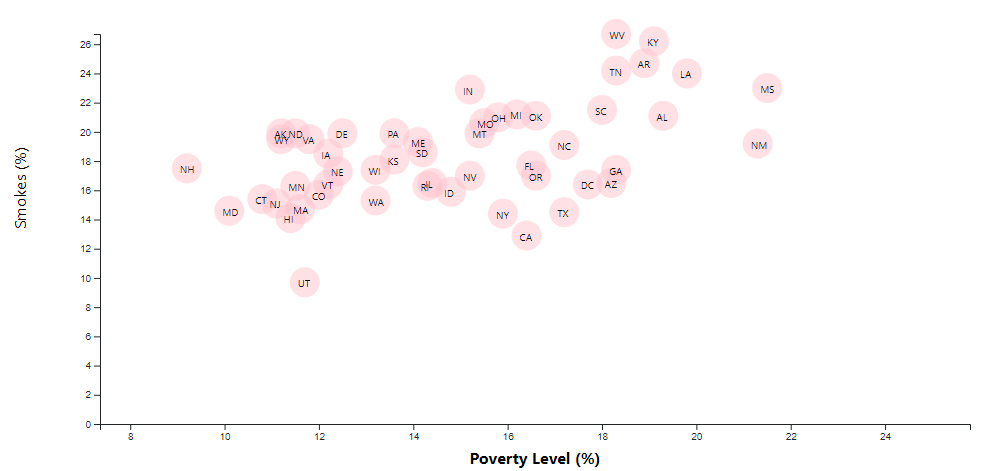 Smokes (%)
26
24
22
20
18
16
14
12
10
8
6
4
2
0
WV
KY
AR
TN
LA
MS
IN
SC
AL
MI
OH
OK
MO
MT
AK
ND
WY
VA
DE
PA
ME
SD
NC
NM
IA
KS
NH
NE
WI
NV
FL
OR
GA
AZ
DC
MN
VT
CO
RI
IL
ID
WA
CT
NJ
MA
HI
MD
NY
TX
CA
UT
8
10
12
14
16
18
20
22
24
Poverty Level (%)